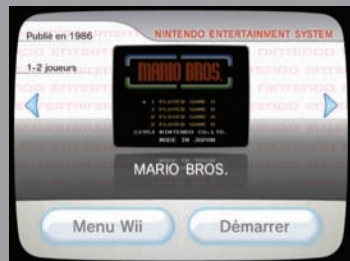 Publié en 1986
NINTENDO ENTERTAINMENT SYSTEM
1-2 joueurs
MARIO BROS.
1 PLAYER GAME A
1 PLAYER GAME B
2 PLAYER GAME A
2 PLAYER GAME B
©1983 NINTENDO CO.,LTD.
MADE IN JAPAN
MARIO BROS.
Menu Wii
Démarrer